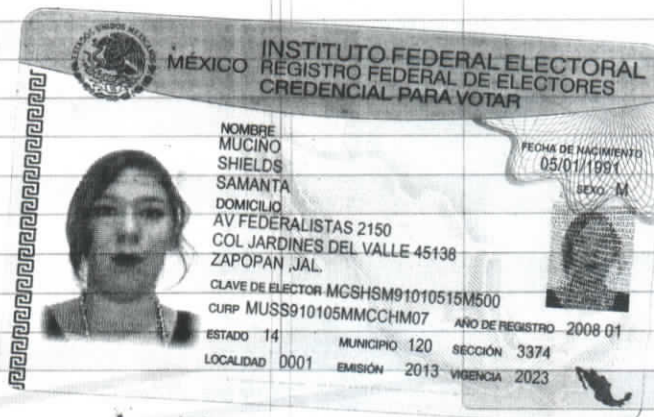 MÉXICO INSTITUTO FEDERAL ELECTORAL
REGISTRO FEDERAL DE ELECTORES
CREDENCIAL PARA VOTAR
NOMBRE
MUCIÑO
SHIELDS
SAMANTA
FECHA DE NACIMIENTO
05/01/1991
SEXO M
DOMICILIO
AV FEDERALISTAS 2150
COL JARDINES DEL VALLE 45138
ZAPOPAN ,JAL.
CLAVE DE ELECTOR MCSHSM91010515M500
CURP MUSS910105MMCCHM07 AÑO DE REGISTRO 2008 01
ESTADO 14 MUNICIPIO 120 SECCIÓN 3374
LOCALIDAD 0001 EMISIÓN 2013 VIGENCIA 2023